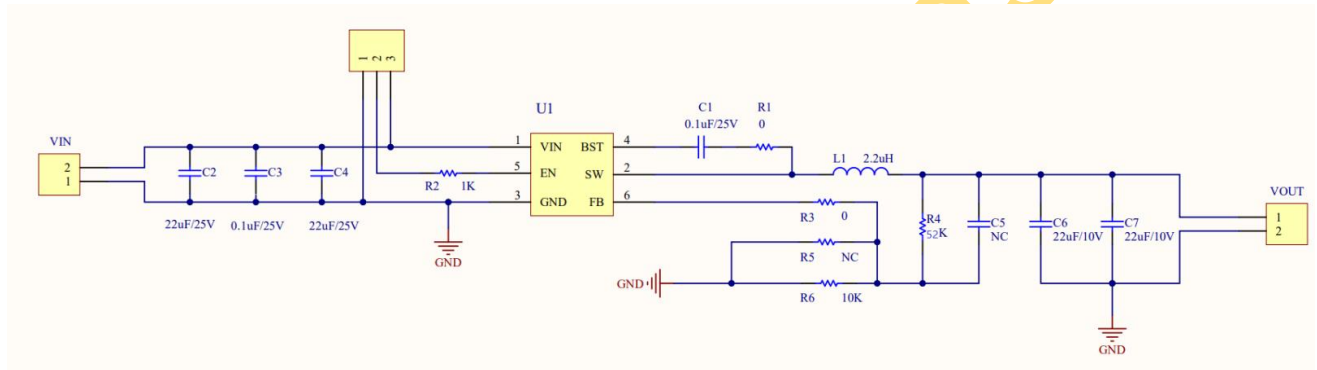 1 2 3
U1
C1 R1
0.1uF/25V 0
VIN
2
1
C2 C3 C4
22uF/25V 0.1uF/25V 22uF/25V
R2 1K
1 VIN BST 4
5 EN SW 2
3 GND FB 6
GND
L1 2.2uH
R3 0
R5 NC
GND
R6 10K
R4
52K
C5
NC
C6
22uF/10V
C7
22uF/10V
VOUT
1
2
GND